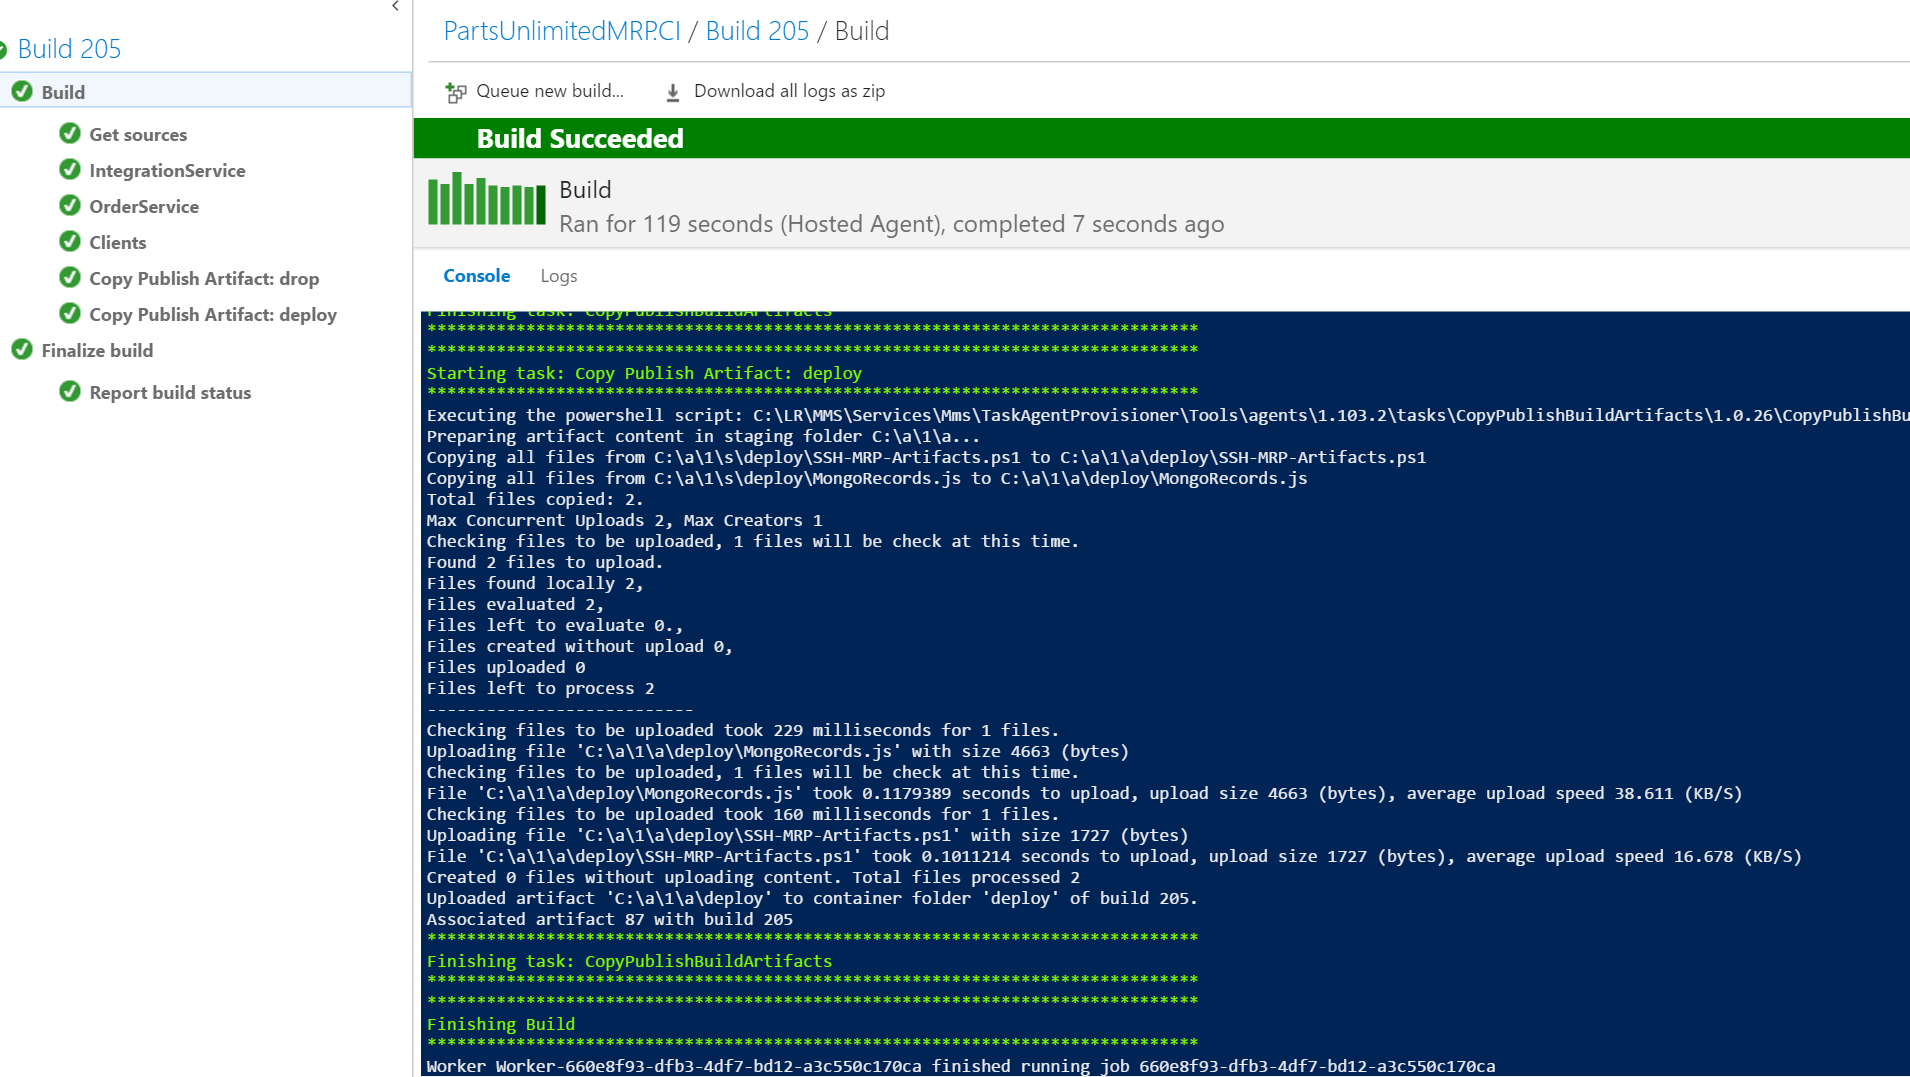 Build 205
Build
Get sources
IntegrationService
OrderService
Clients
Copy Publish Artifact: drop
Copy Publish Artifact: deploy
Finalize build
Report build status
PartsUnlimitedMRP.CI / Build 205 / Build
Queue new build... Download all logs as zip
Build Succeeded
Build
Ran for 119 seconds (Hosted Agent), completed 7 seconds ago
Console Logs
Finishing task: CopyPublishBuildArtifacts
******************************************************************************
******************************************************************************
Starting task: Copy Publish Artifact: deploy
******************************************************************************
Executing the powershell script: C:\LR\MMS\Services\Mms\TaskAgentProvisioner\Tools\agents\1.103.2\tasks\CopyPublishBuildArtifacts\1.0.26\CopyPublishBu
Preparing artifact content in staging folder C:\a\1\a...
Copying all files from C:\a\1\s\deploy\SSH-MRP-Artifacts.ps1 to C:\a\1\a\deploy\SSH-MRP-Artifacts.ps1
Copying all files from C:\a\1\s\deploy\MongoRecords.js to C:\a\1\a\deploy\MongoRecords.js
Total files copied: 2.
Max Concurrent Uploads 2, Max Creators 1
Checking files to be uploaded, 1 files will be check at this time.
Found 2 files to upload.
Files found locally 2,
Files evaluated 2,
Files left to evaluate 0.,
Files created without upload 0,
Files uploaded 0
Files left to process 2
---------------------------
Checking files to be uploaded took 229 milliseconds for 1 files.
Uploading file 'C:\a\1\a\deploy\MongoRecords.js' with size 4663 (bytes)
Checking files to be uploaded, 1 files will be check at this time.
File 'C:\a\1\a\deploy\MongoRecords.js' took 0.1179389 seconds to upload, upload size 4663 (bytes), average upload speed 38.611 (KB/S)
Checking files to be uploaded took 160 milliseconds for 1 files.
Uploading file 'C:\a\1\a\deploy\SSH-MRP-Artifacts.ps1' with size 1727 (bytes)
File 'C:\a\1\a\deploy\SSH-MRP-Artifacts.ps1' took 0.1011214 seconds to upload, upload size 1727 (bytes), average upload speed 16.678 (KB/S)
Created 0 files without uploading content. Total files processed 2
Uploaded artifact 'C:\a\1\a\deploy' to container folder 'deploy' of build 205.
Associated artifact 87 with build 205
******************************************************************************
Finishing task: CopyPublishBuildArtifacts
******************************************************************************
******************************************************************************
Finishing Build
******************************************************************************
Worker Worker-660e8f93-dfb3-4df7-bd12-a3c550c170ca finished running job 660e8f93-dfb3-4df7-bd12-a3c550c170ca